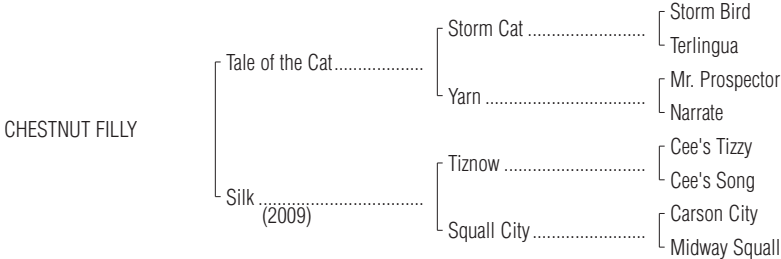 Storm Bird
Storm Cat ..........................
Terlingua
Tale of the Cat...................
Mr. Prospector
Yarn ...................................
Narrate
CHESTNUT FILLY
Cee's Tizzy
Tiznow ...............................
Cee's Song
Silk ...................................
(2009)
Carson City
Squall City.........................
Midway Squall